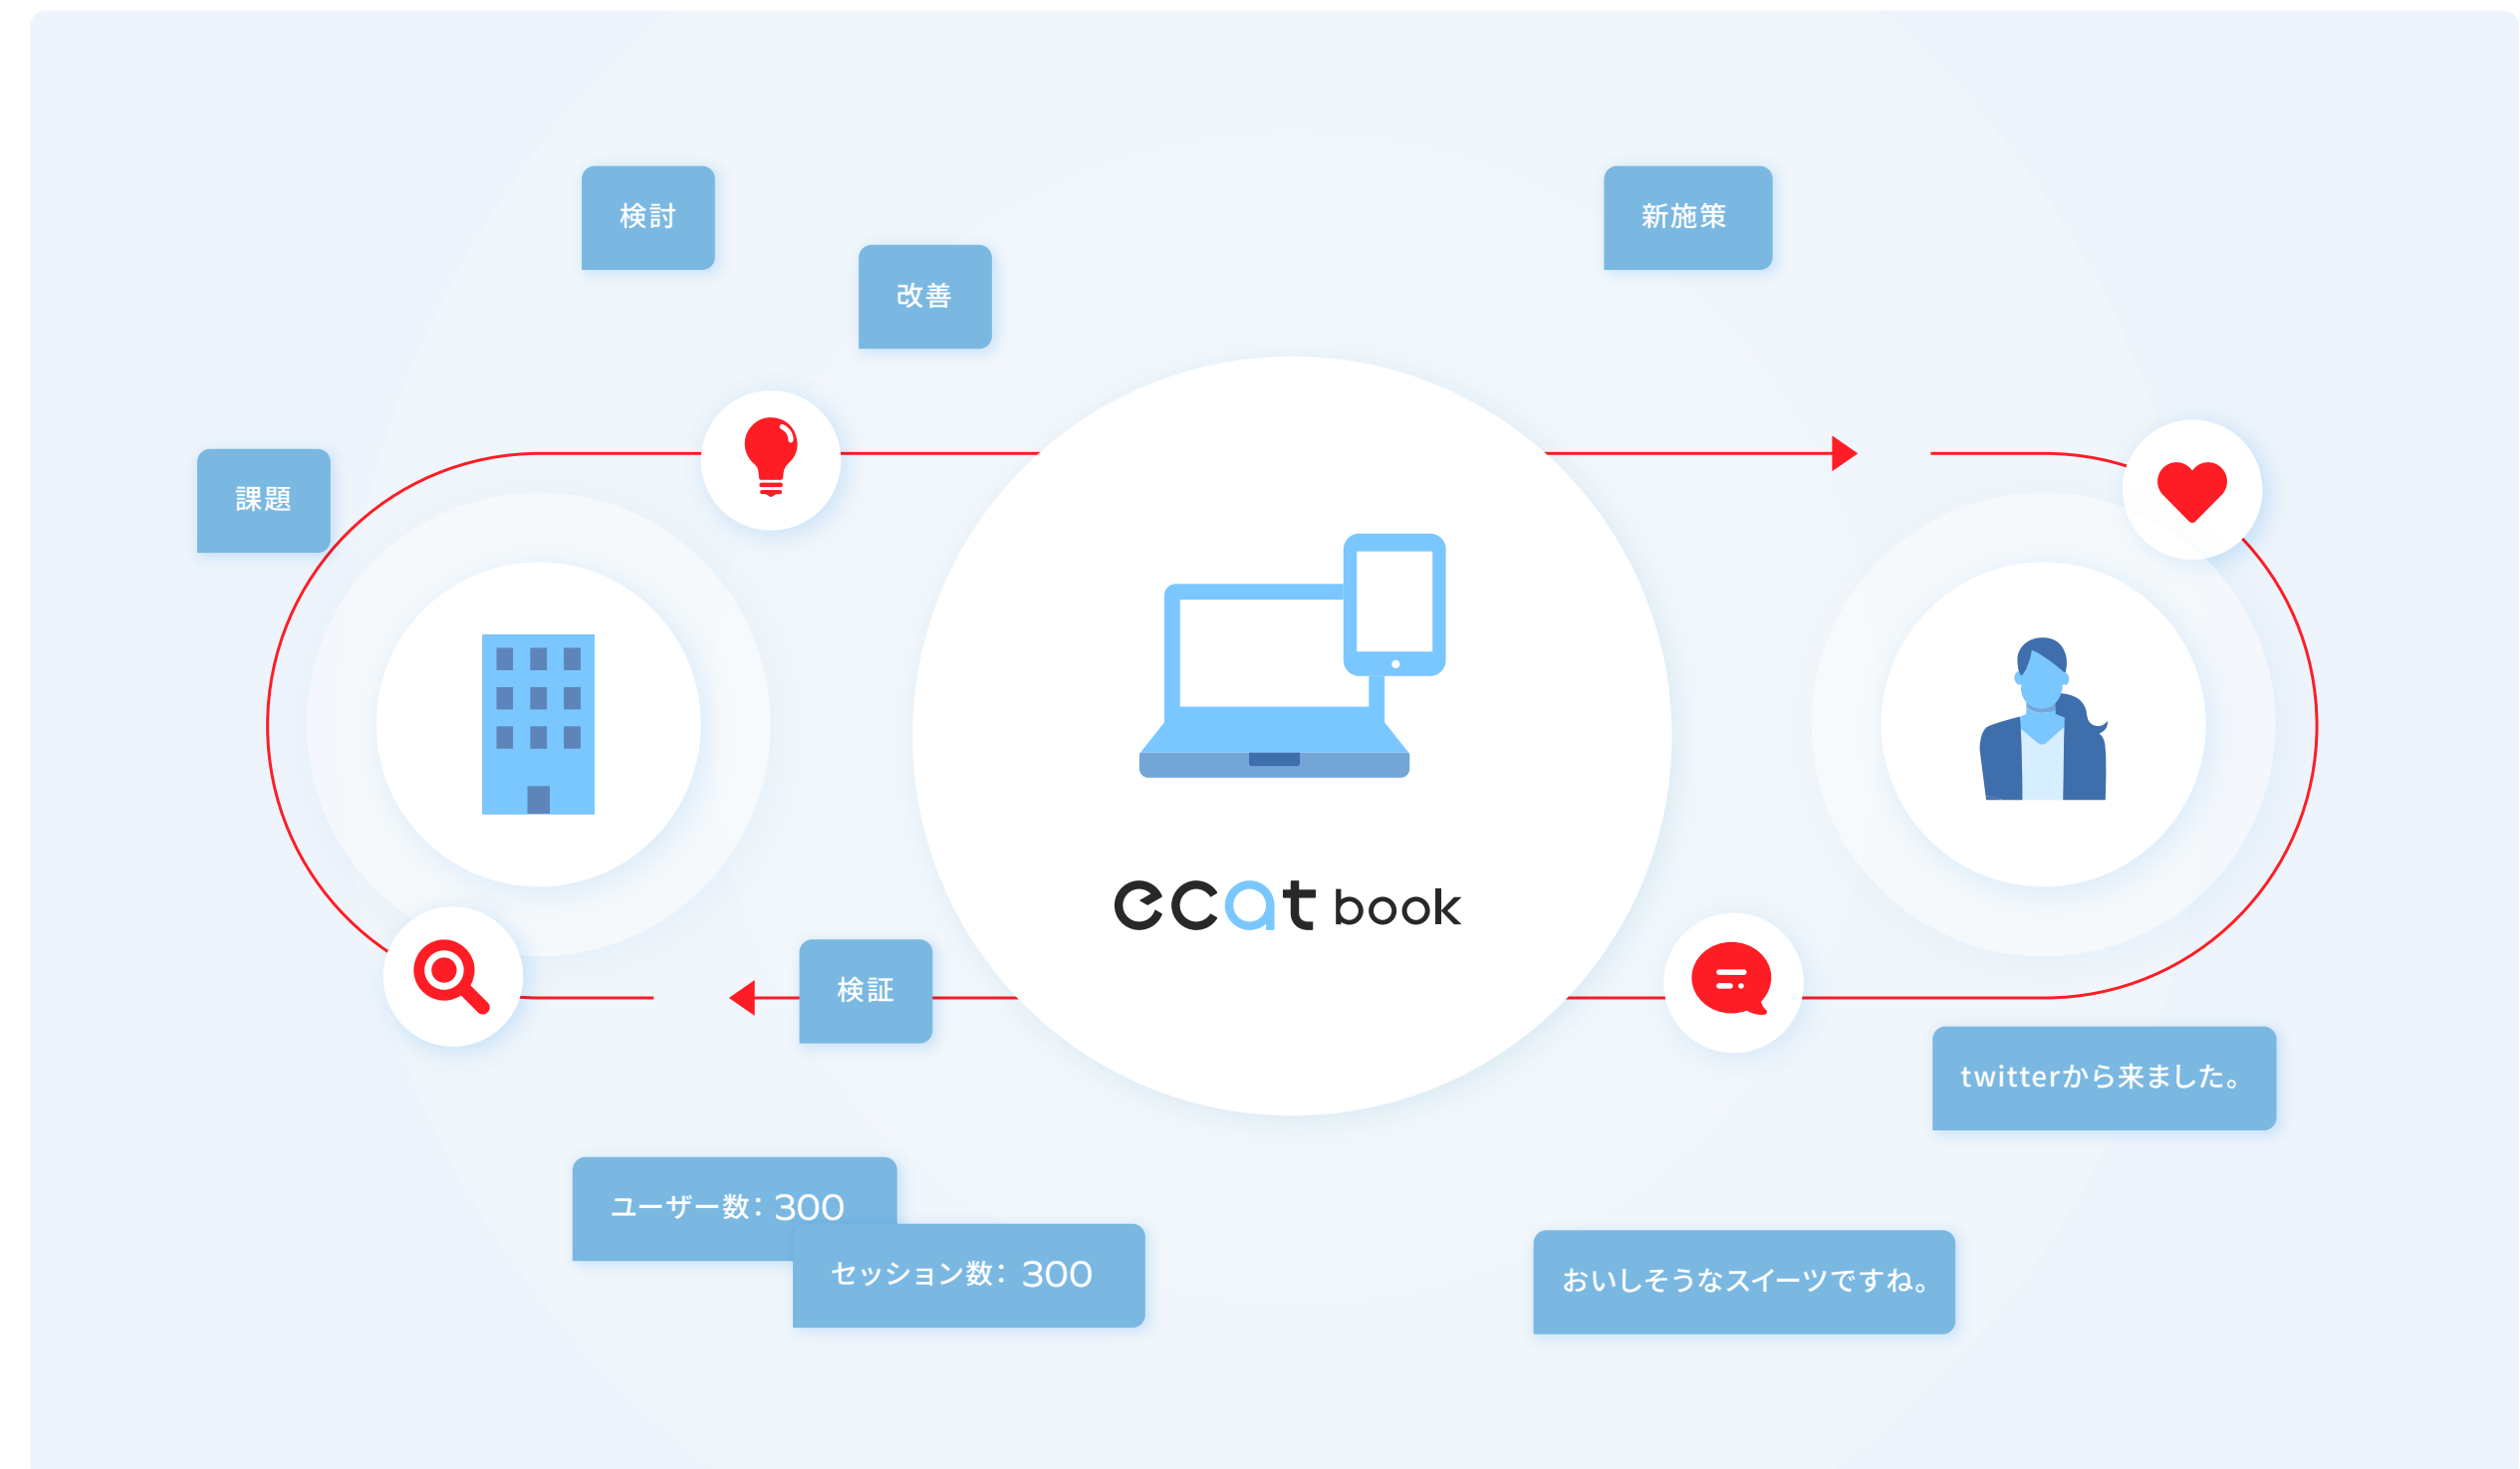 検討
新施策
改善
課題
ecat book
検証
twitterから来ました。
ユーザー数：300
セッション数：300
おいしそうなスイーツですね。